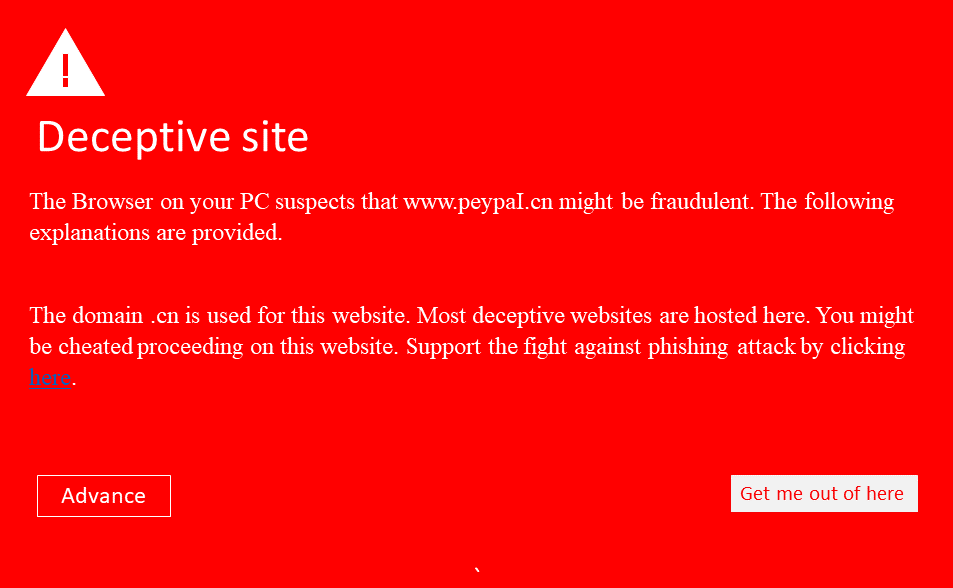 !
Deceptive site
The Browser on your PC suspects that www.peypaI.cn might be fraudulent. The following
explanations are provided.
The domain .cn is used for this website. Most deceptive websites are hosted here. You might
be cheated proceeding on this website. Support the fight against phishing attack by clicking
here.
Advance
Get me out of here
`